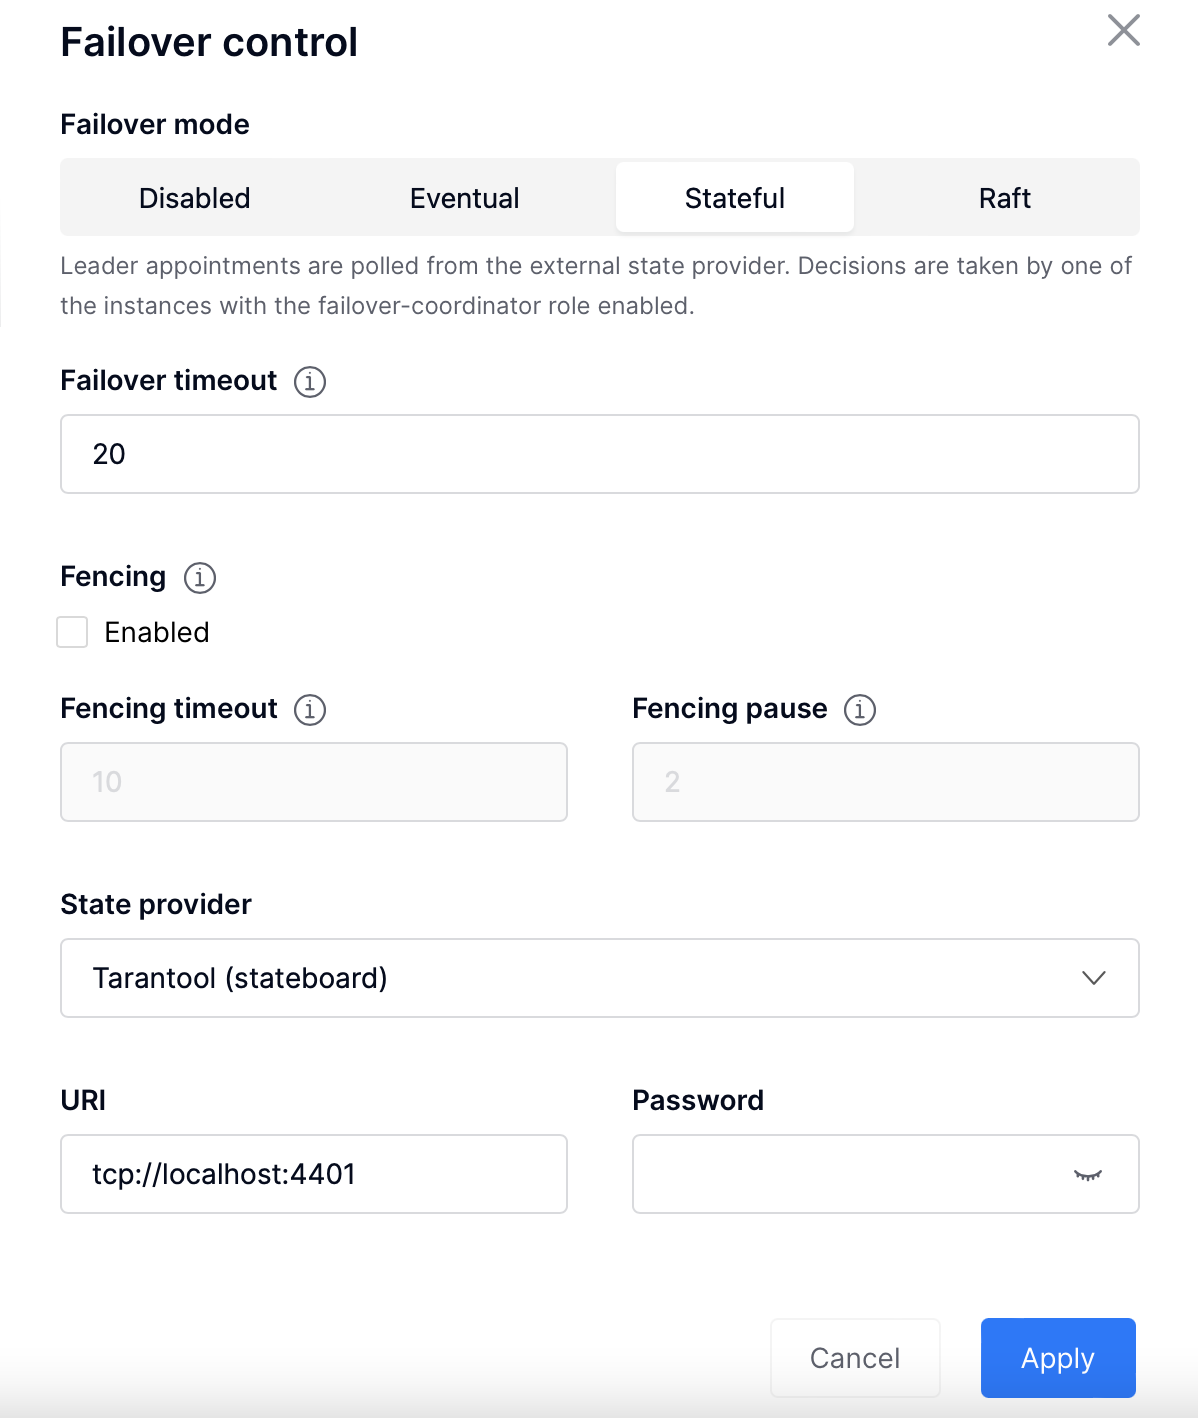 Failover control
Failover mode
Disabled Eventual Stateful Raft
Leader appointments are polled from the external state provider. Decisions are taken by one of
the instances with the failover-coordinator role enabled.
Failover timeout
20
Fencing
Enabled
Fencing timeout Fencing pause
10 2
State provider
Tarantool (stateboard)
URI Password
tcp://localhost:4401
Cancel Apply